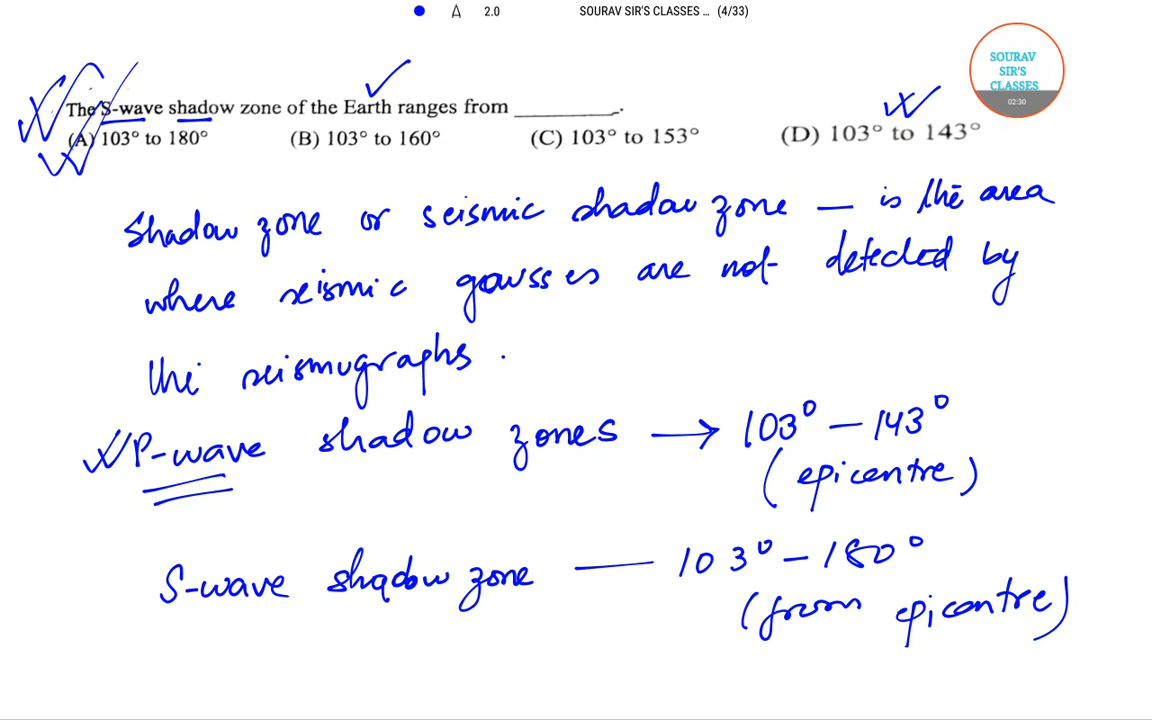 2.0 SOURAV SIR'S CLASSES ... (4/33)
SOURAV
SIR'S
CLASSES
02:30
The S-wave shadow zone of the Earth ranges from __________.
(A) 103° to 180° (B) 103° to 160° (C) 103° to 153° (D) 103° to 143°
Shadow zone or seismic shadow zone — is the area
where seismic are not detected by
the seismographs.
P-wave shadow zones → 103° – 143°
(epicentre)
S-wave shadow zone — 103° – 180°
(from epicentre)